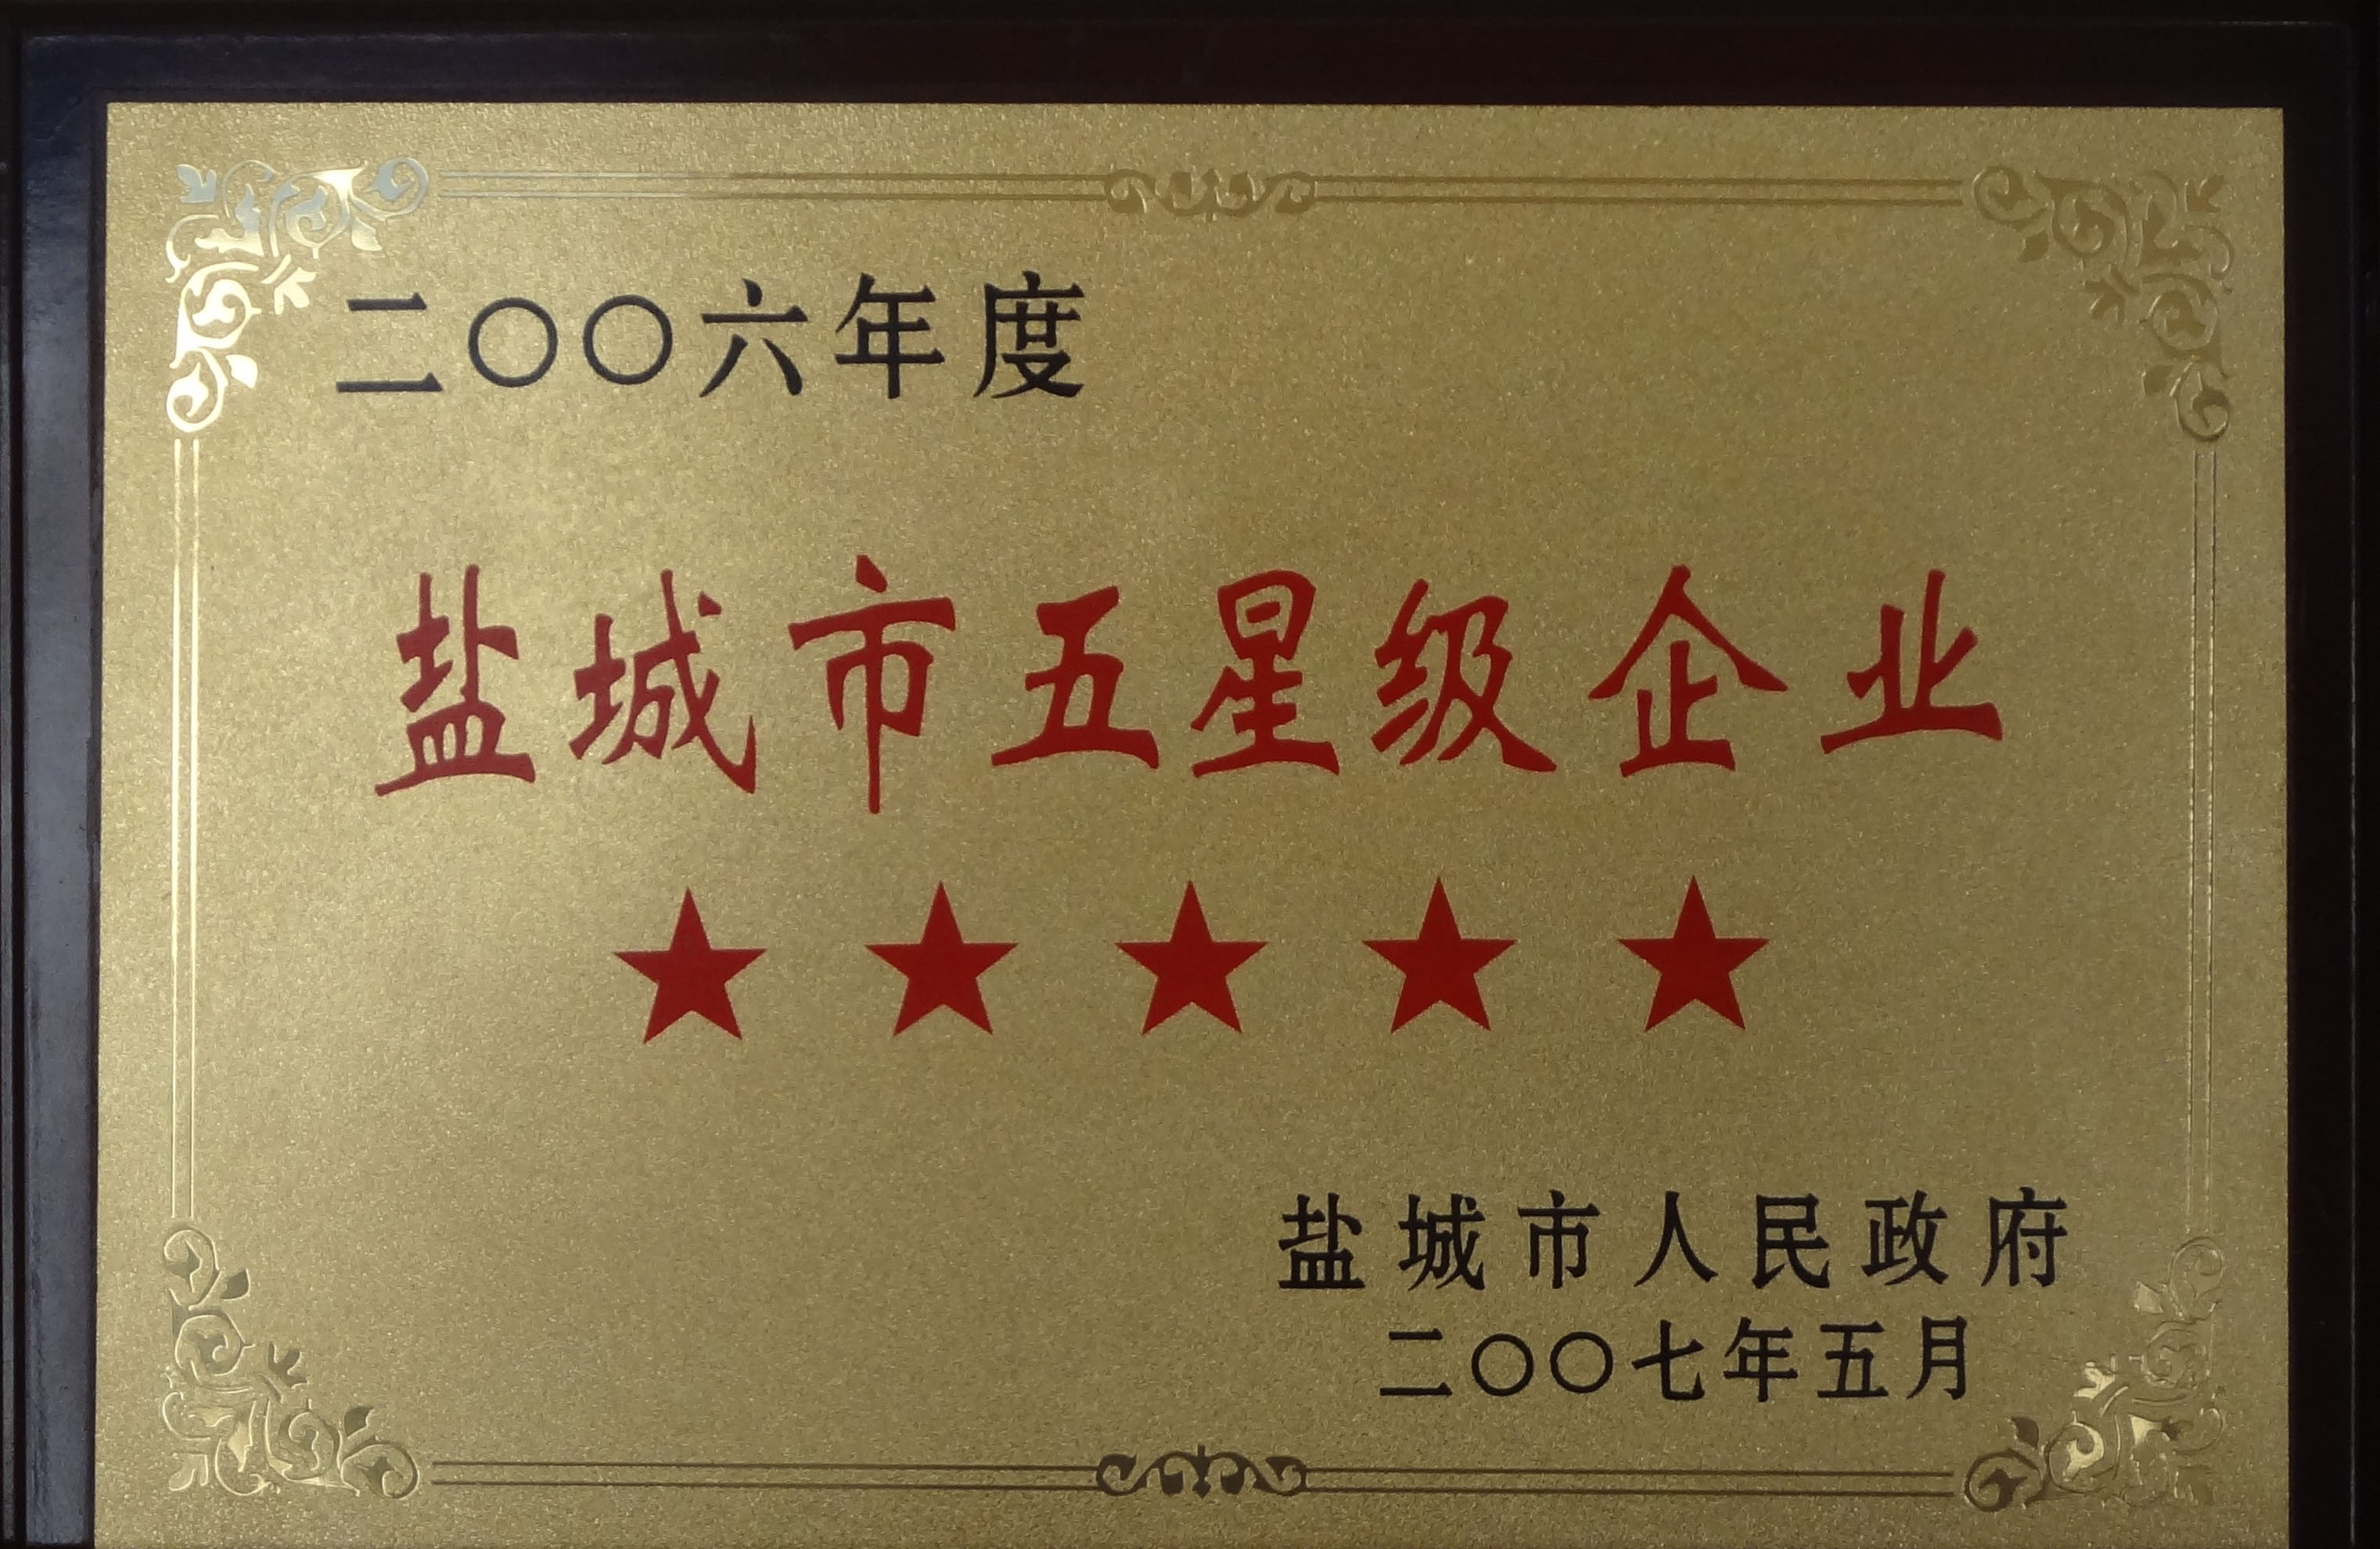 二〇〇六年度
盐城市五星级企业
★ ★ ★ ★ ★
盐城市人民政府
二〇〇七年五月